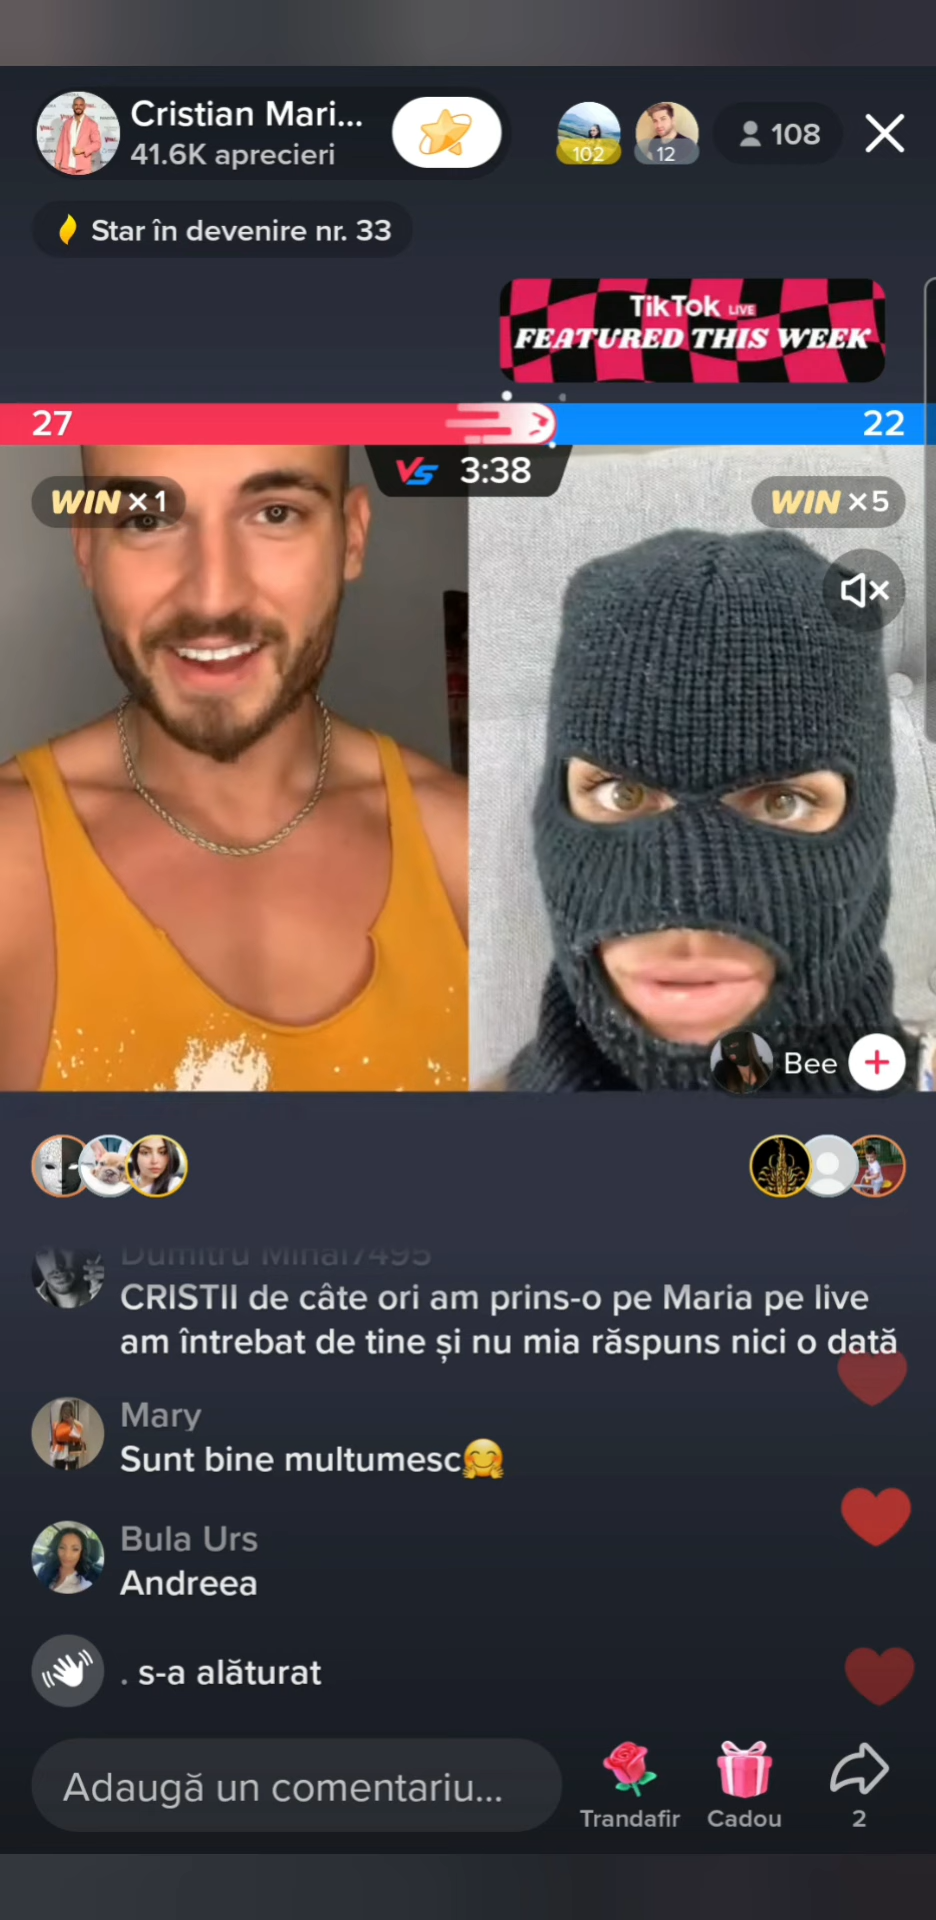 Cristian Mari...
41.6K aprecieri
102
12
108
Star în devenire nr. 33
TikTok LIVE
FEATURED THIS WEEK
27
22
VS 3:38
WIN ×1
WIN ×5
Bee
Dumitru Mihai7495
CRISTII de câte ori am prins-o pe Maria pe live
am întrebat de tine și nu mia răspuns nici o dată
Mary
Sunt bine multumesc🤗
Bula Urs
Andreea
. s-a alăturat
Adaugă un comentariu...
Trandafir
Cadou
2